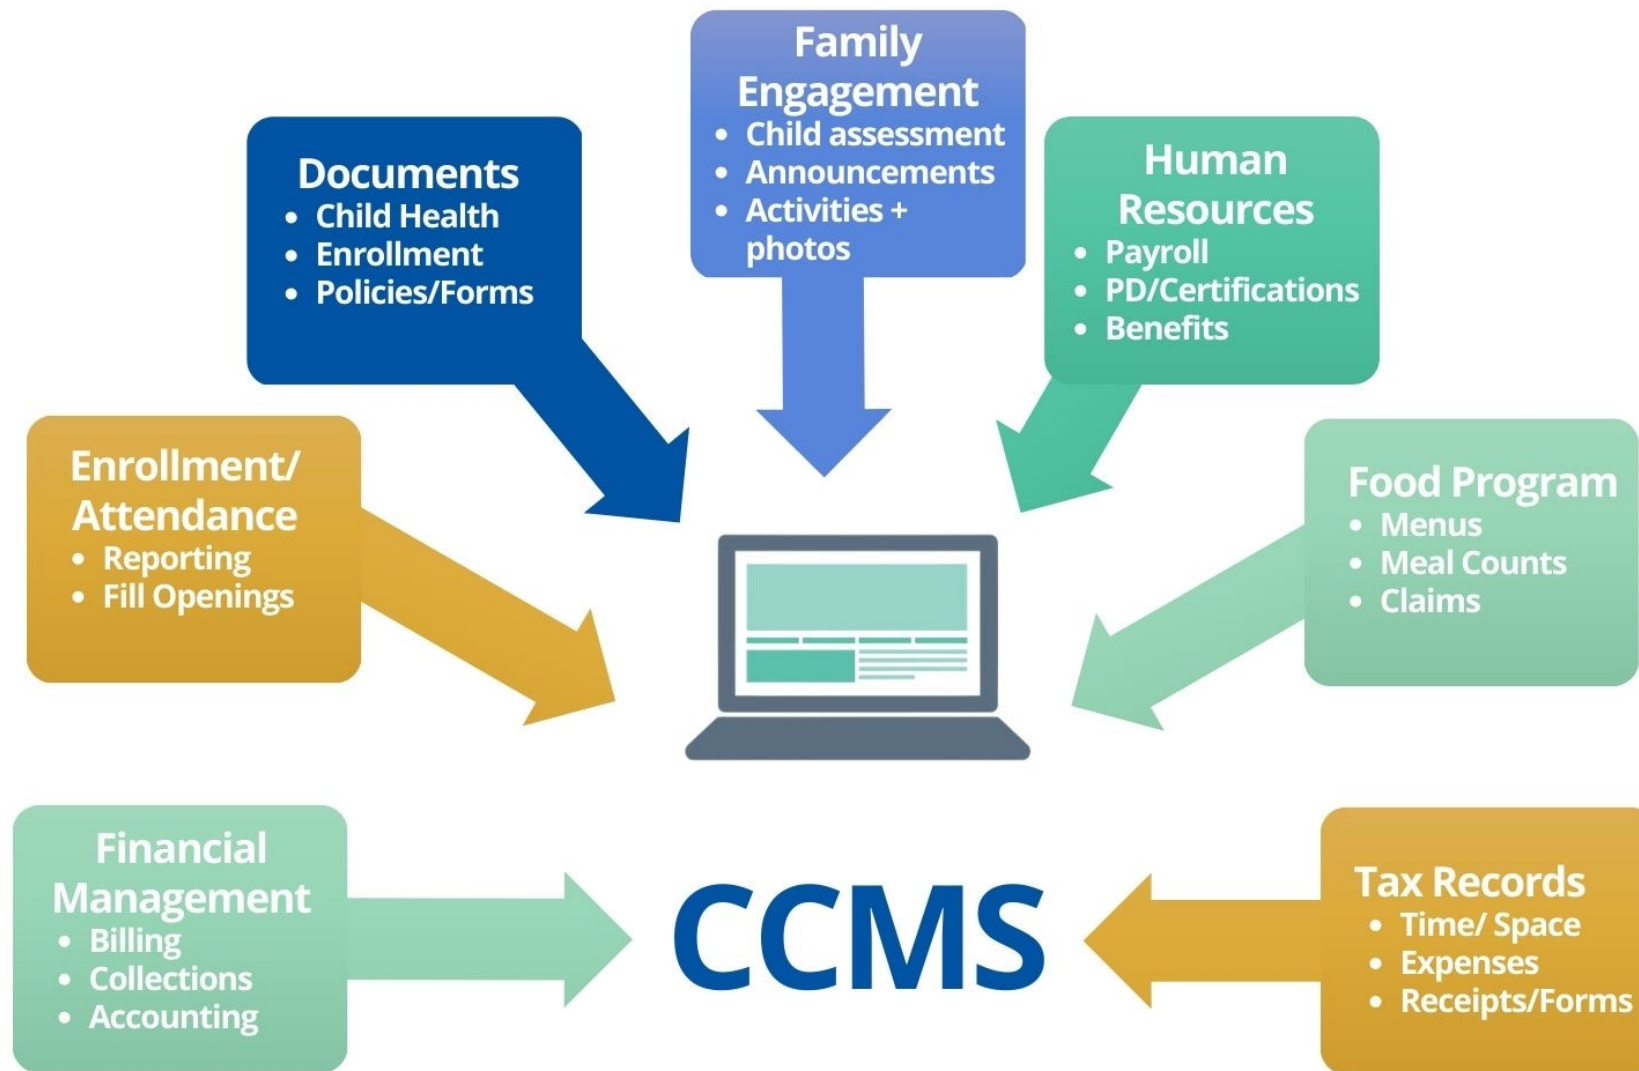 Family
Engagement
• Child assessment
• Announcements
• Activities +
photos
Documents
• Child Health
• Enrollment
• Policies/Forms
Human
Resources
• Payroll
• PD/Certifications
• Benefits
Enrollment/
Attendance
• Reporting
• Fill Openings
Food Program
• Menus
• Meal Counts
• Claims
Financial
Management
• Billing
• Collections
• Accounting
CCMS
Tax Records
• Time/ Space
• Expenses
• Receipts/Forms